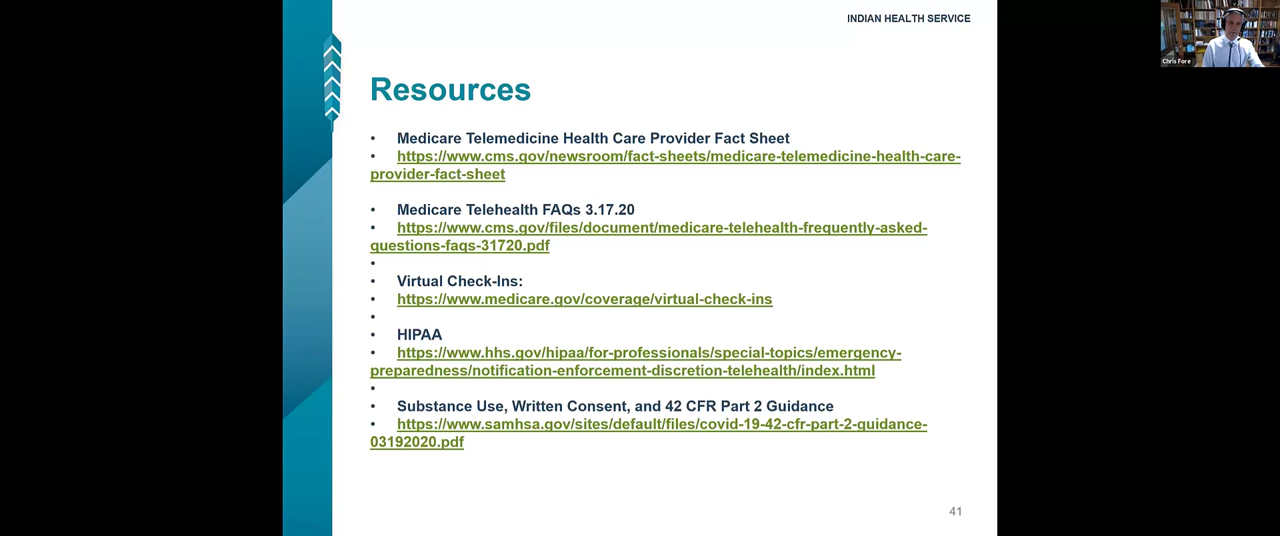 INDIAN HEALTH SERVICE
Chris Fore
Resources
• Medicare Telemedicine Health Care Provider Fact Sheet
• https://www.cms.gov/newsroom/fact-sheets/medicare-telemedicine-health-care-
provider-fact-sheet
• Medicare Telehealth FAQs 3.17.20
• https://www.cms.gov/files/document/medicare-telehealth-frequently-asked-
questions-faqs-31720.pdf
•
• Virtual Check-Ins:
• https://www.medicare.gov/coverage/virtual-check-ins
•
• HIPAA
• https://www.hhs.gov/hipaa/for-professionals/special-topics/emergency-
preparedness/notification-enforcement-discretion-telehealth/index.html
•
• Substance Use, Written Consent, and 42 CFR Part 2 Guidance
• https://www.samhsa.gov/sites/default/files/covid-19-42-cfr-part-2-guidance-
03192020.pdf
41